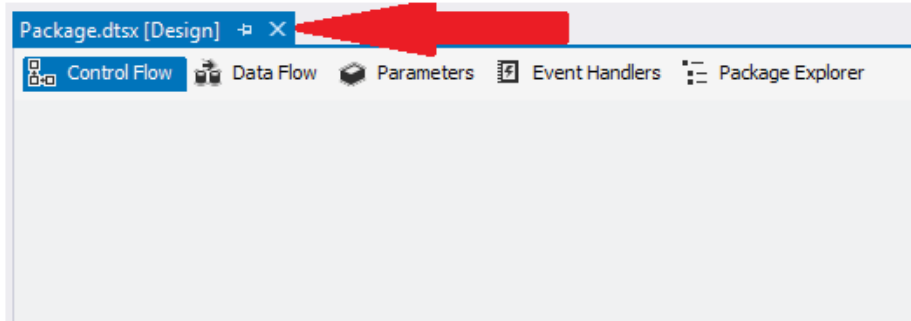 Package.dtsx [Design]
Control Flow Data Flow Parameters Event Handlers Package Explorer